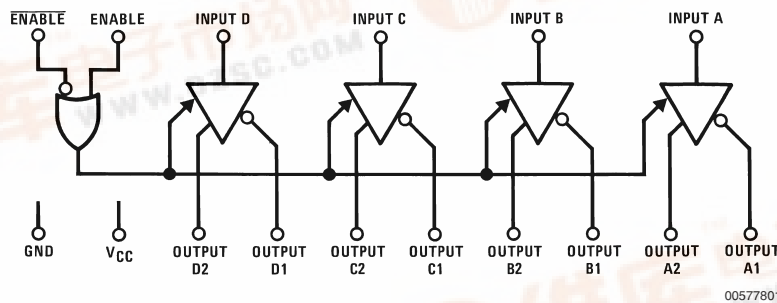 ENABLE ENABLE INPUT D INPUT C INPUT B INPUT A
GND VCC OUTPUT D2 OUTPUT D1 OUTPUT C2 OUTPUT C1 OUTPUT B2 OUTPUT B1 OUTPUT A2 OUTPUT A1
0057780